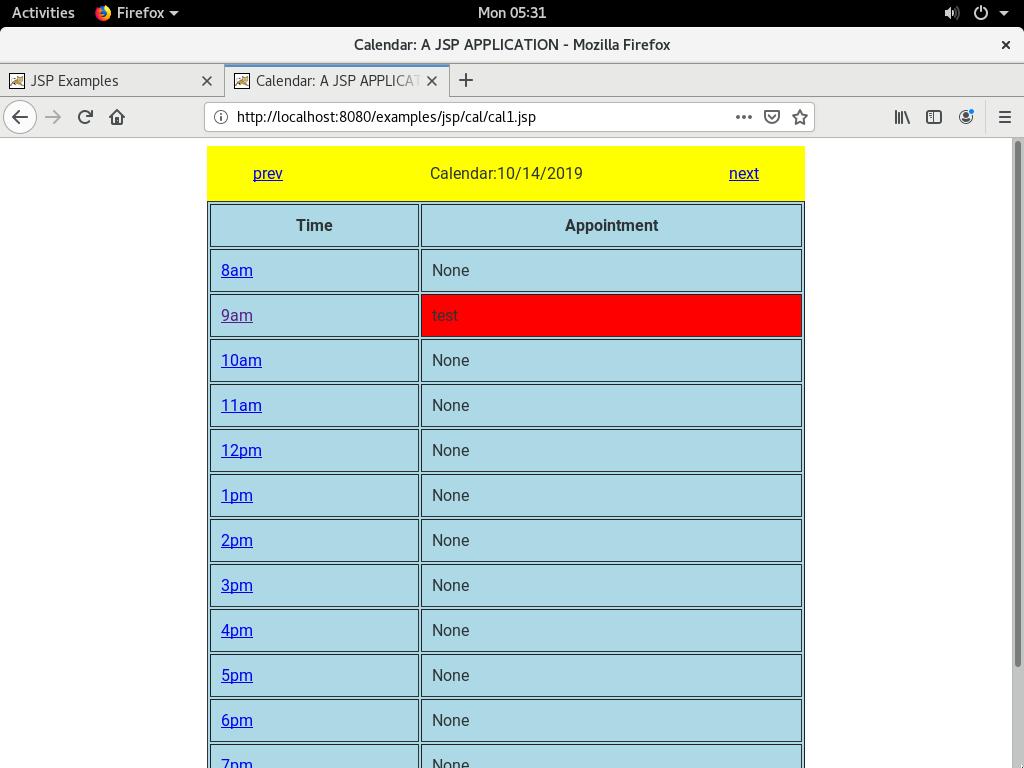 Activities Firefox Mon 05:31
Calendar: A JSP APPLICATION - Mozilla Firefox
JSP Examples Calendar: A JSP APPLICAT
http://localhost:8080/examples/jsp/cal/cal1.jsp
prev Calendar:10/14/2019 next
Time Appointment
8am None
9am test
10am None
11am None
12pm None
1pm None
2pm None
3pm None
4pm None
5pm None
6pm None
7pm None